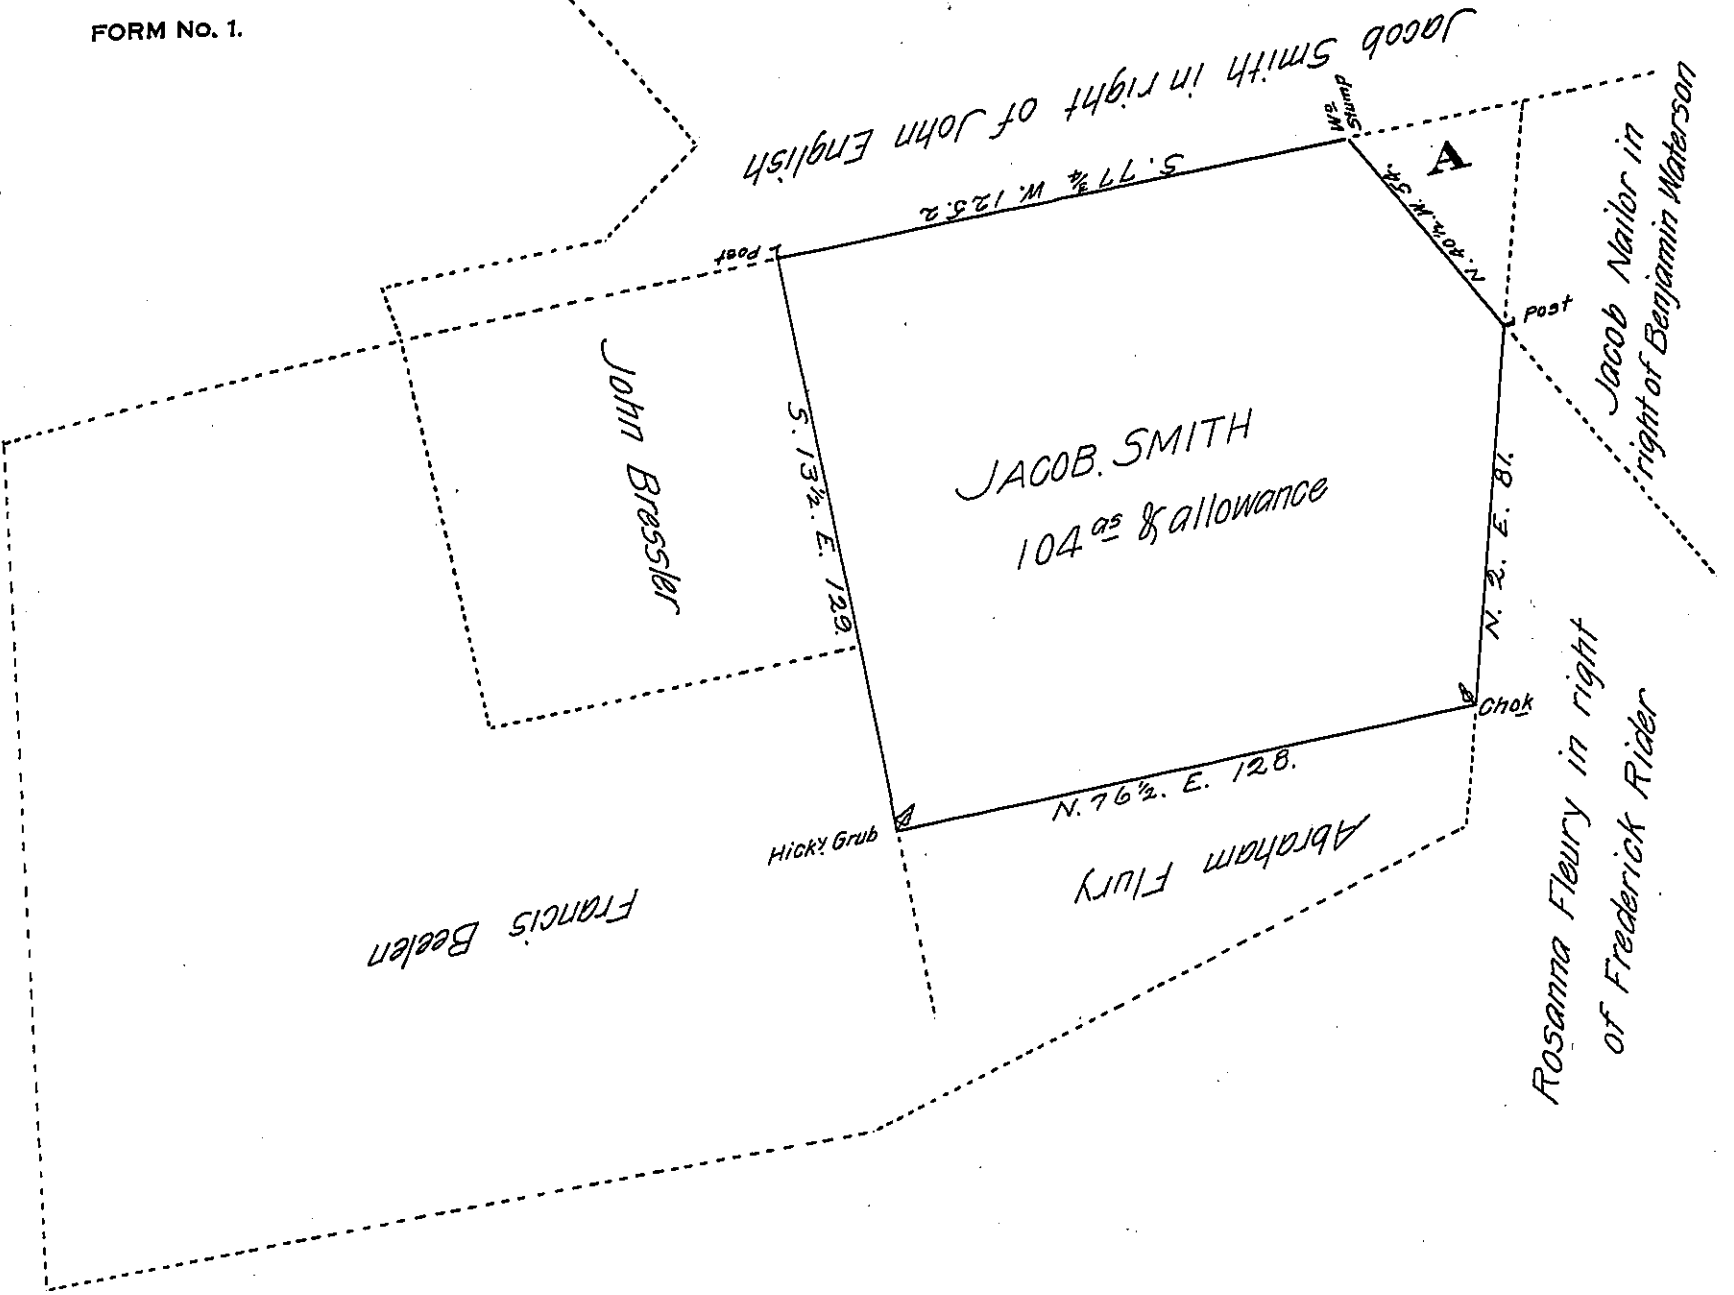 FORM No. 1.
Jacob Smith in right of John English
Wo
Stump
A
S. 77 ¾ W. 125.2
N. 40½. W. 54.
Post
Post
Jacob Nailor in
right of Benjamin Waterson
John Bressler
S. 13½. E. 129.
JACOB. SMITH
104 as & allowance
N. 2. E. 81.
Chok
N. 76½. E. 128.
Hicky Grub
Abraham Flury
Francis Beelen
Rosanna Fleury in right
of Frederick Rider